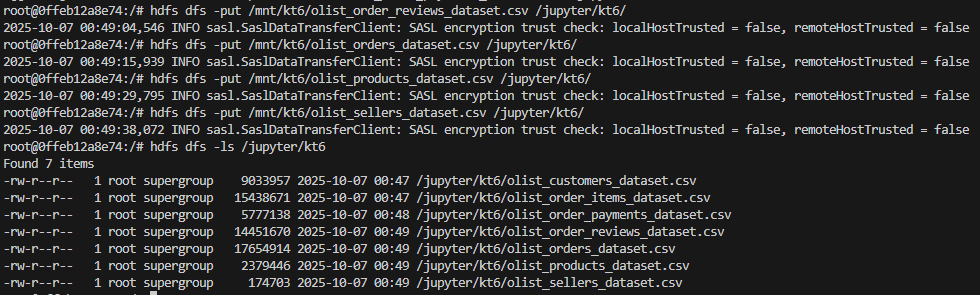 root@0ffeb12a8e74:/# hdfs dfs -put /mnt/kt6/olist_order_reviews_dataset.csv /jupyter/kt6/
2025-10-07 00:49:04,546 INFO sasl.SaslDataTransferClient: SASL encryption trust check: localHostTrusted = false, remoteHostTrusted = false
root@0ffeb12a8e74:/# hdfs dfs -put /mnt/kt6/olist_orders_dataset.csv /jupyter/kt6/
2025-10-07 00:49:15,939 INFO sasl.SaslDataTransferClient: SASL encryption trust check: localHostTrusted = false, remoteHostTrusted = false
root@0ffeb12a8e74:/# hdfs dfs -put /mnt/kt6/olist_products_dataset.csv /jupyter/kt6/
2025-10-07 00:49:29,795 INFO sasl.SaslDataTransferClient: SASL encryption trust check: localHostTrusted = false, remoteHostTrusted = false
root@0ffeb12a8e74:/# hdfs dfs -put /mnt/kt6/olist_sellers_dataset.csv /jupyter/kt6/
2025-10-07 00:49:38,072 INFO sasl.SaslDataTransferClient: SASL encryption trust check: localHostTrusted = false, remoteHostTrusted = false
root@0ffeb12a8e74:/# hdfs dfs -ls /jupyter/kt6
Found 7 items
-rw-r--r--   1 root supergroup    9033957 2025-10-07 00:47 /jupyter/kt6/olist_customers_dataset.csv
-rw-r--r--   1 root supergroup   15438671 2025-10-07 00:47 /jupyter/kt6/olist_order_items_dataset.csv
-rw-r--r--   1 root supergroup    5777138 2025-10-07 00:48 /jupyter/kt6/olist_order_payments_dataset.csv
-rw-r--r--   1 root supergroup   14451670 2025-10-07 00:49 /jupyter/kt6/olist_order_reviews_dataset.csv
-rw-r--r--   1 root supergroup   17654914 2025-10-07 00:49 /jupyter/kt6/olist_orders_dataset.csv
-rw-r--r--   1 root supergroup    2379446 2025-10-07 00:49 /jupyter/kt6/olist_products_dataset.csv
-rw-r--r--   1 root supergroup     174703 2025-10-07 00:49 /jupyter/kt6/olist_sellers_dataset.csv